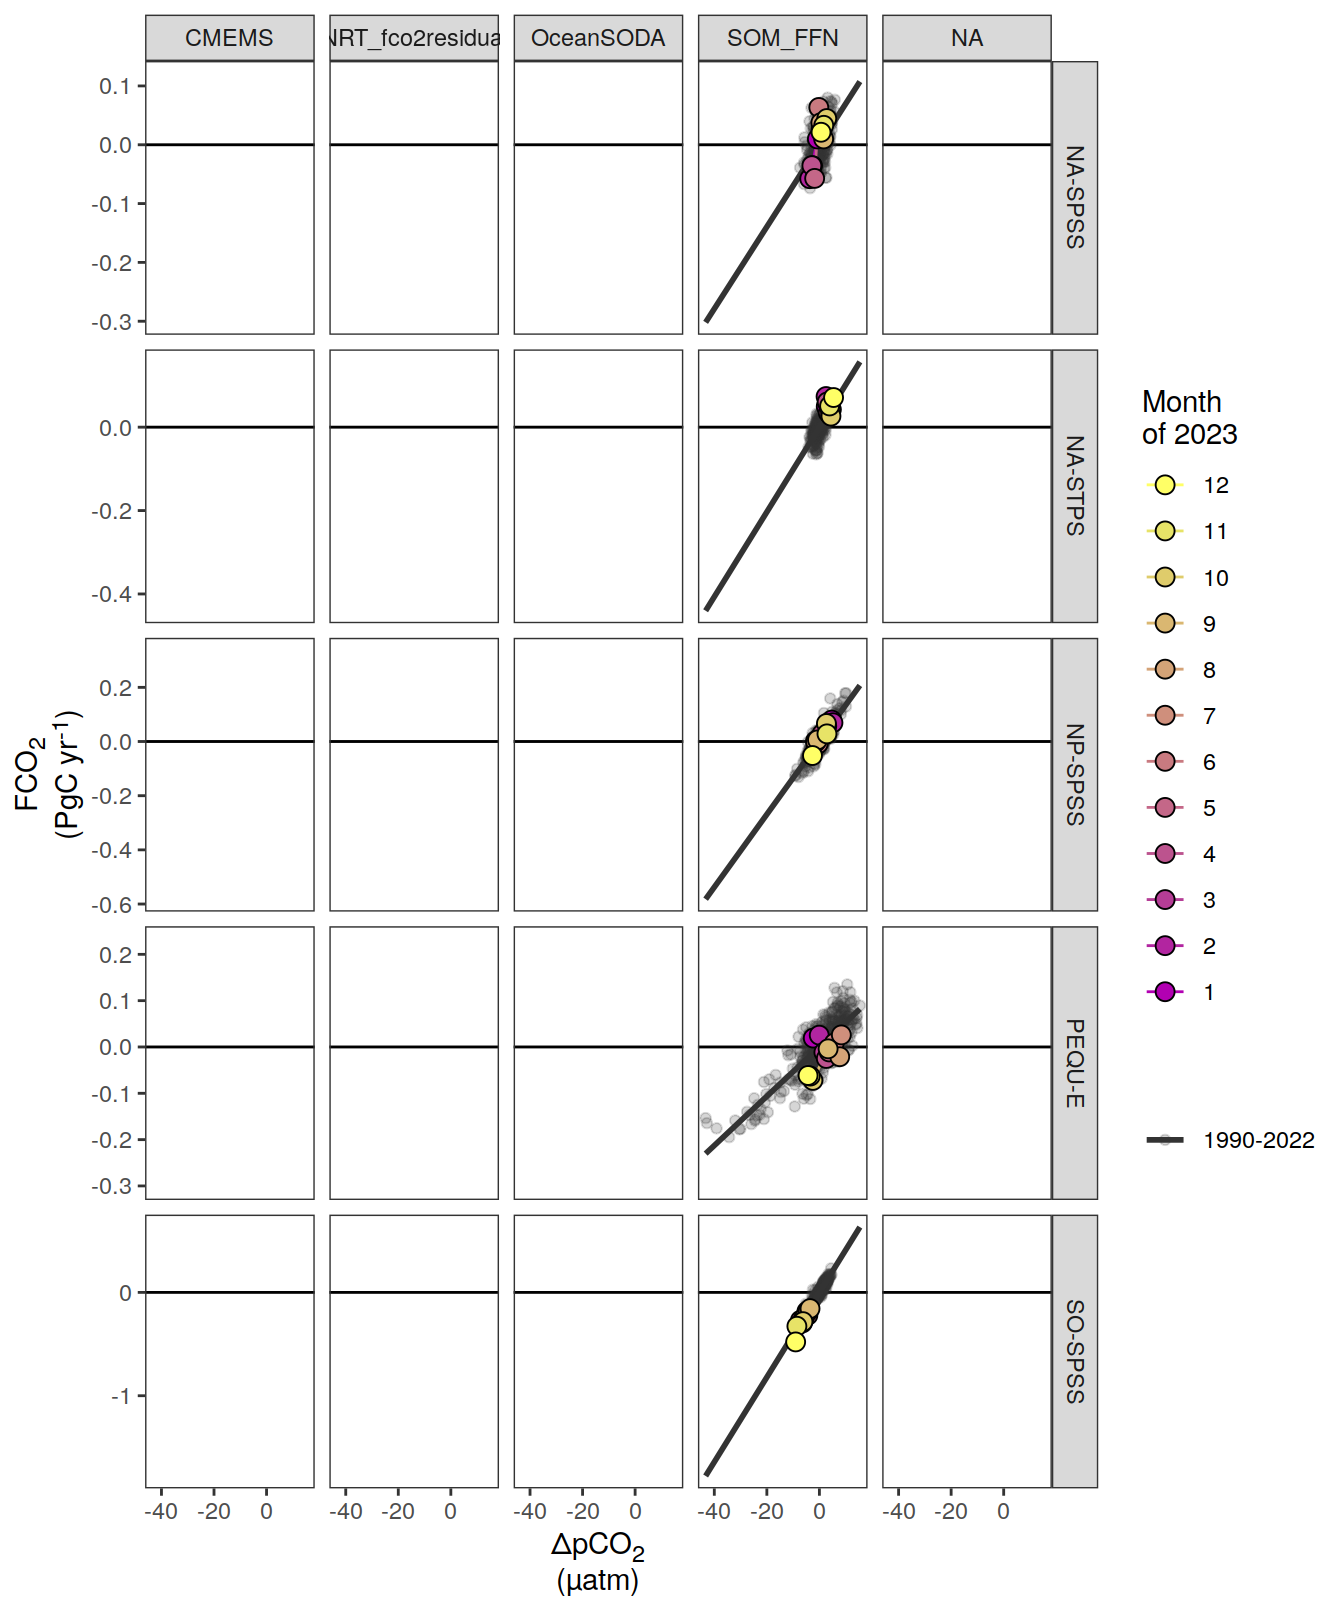 CMEMS
NRT_fco2residua
OceanSODA
SOM_FFN
NA
0.1
0.0
-0.1
-0.2
-0.3
NA-SPSS
0.0
-0.2
-0.4
NA-STPS
0.2
0.0
-0.2
-0.4
-0.6
NP-SPSS
0.2
0.1
0.0
-0.1
-0.2
-0.3
PEQU-E
0
-1
SO-SPSS
-40 -20 0
-40 -20 0
-40 -20 0
-40 -20 0
-40 -20 0
FCO2
(PgC yr-1)
ΔpCO2
(µatm)
Month
of 2023
12
11
10
9
8
7
6
5
4
3
2
1
1990-2022